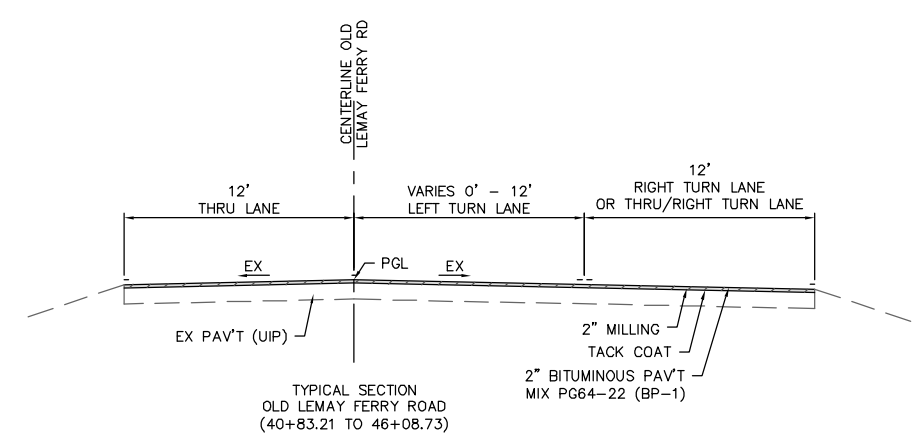 CENTERLINE OLD
LEMAY FERRY RD
12'
THRU LANE
VARIES 0' - 12'
LEFT TURN LANE
12'
RIGHT TURN LANE
OR THRU/RIGHT TURN LANE
EX
PGL
EX
EX PAV'T (UIP)
2" MILLING
TACK COAT
2" BITUMINOUS PAV'T
MIX PG64-22 (BP-1)
TYPICAL SECTION
OLD LEMAY FERRY ROAD
(40+83.21 TO 46+08.73)